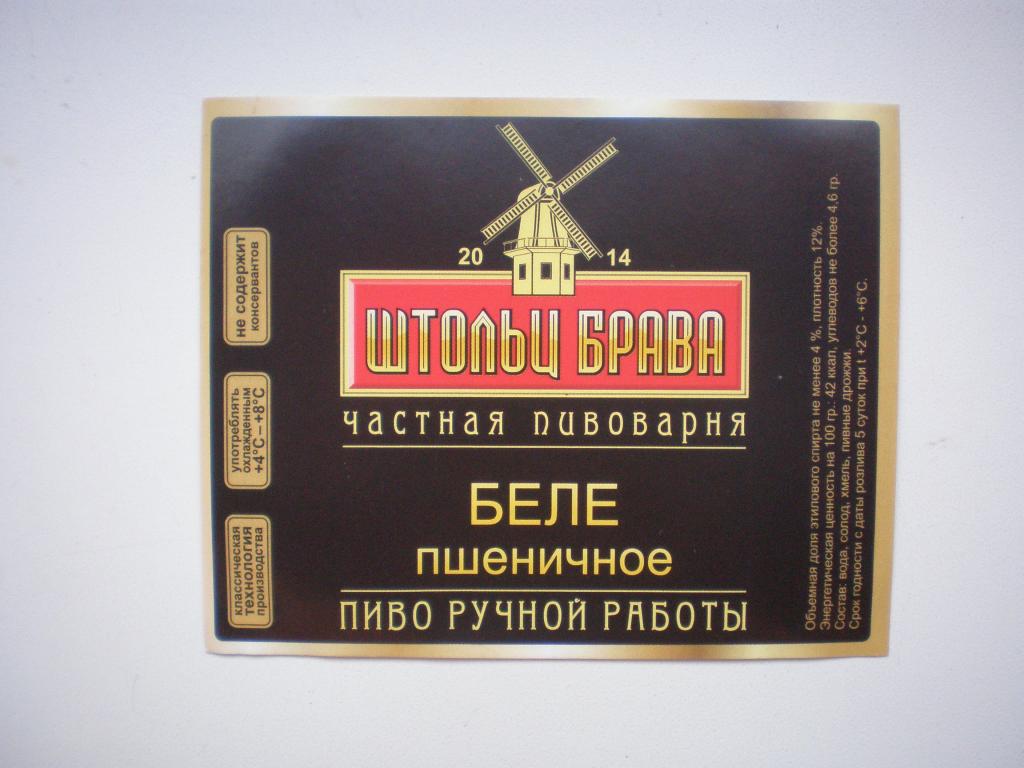 20 14
ШТОЛЬЦ БРАВА
частная пивоварня
БЕЛЕ
пшеничное
ПИВО РУЧНОЙ РАБОТЫ
не содержит
консервантов
употреблять
охлажденным
+4°С – +8°С
классическая
технология
производства
Объемная доля этилового спирта не менее 4 %, плотность 12%.
Энергетическая ценность на 100 гр.: 42 ккал, углеводов не более 4,6 гр.
Состав: вода, солод, хмель, пивные дрожжи.
Срок годности с даты розлива 5 суток при t +2°С - +6°С.